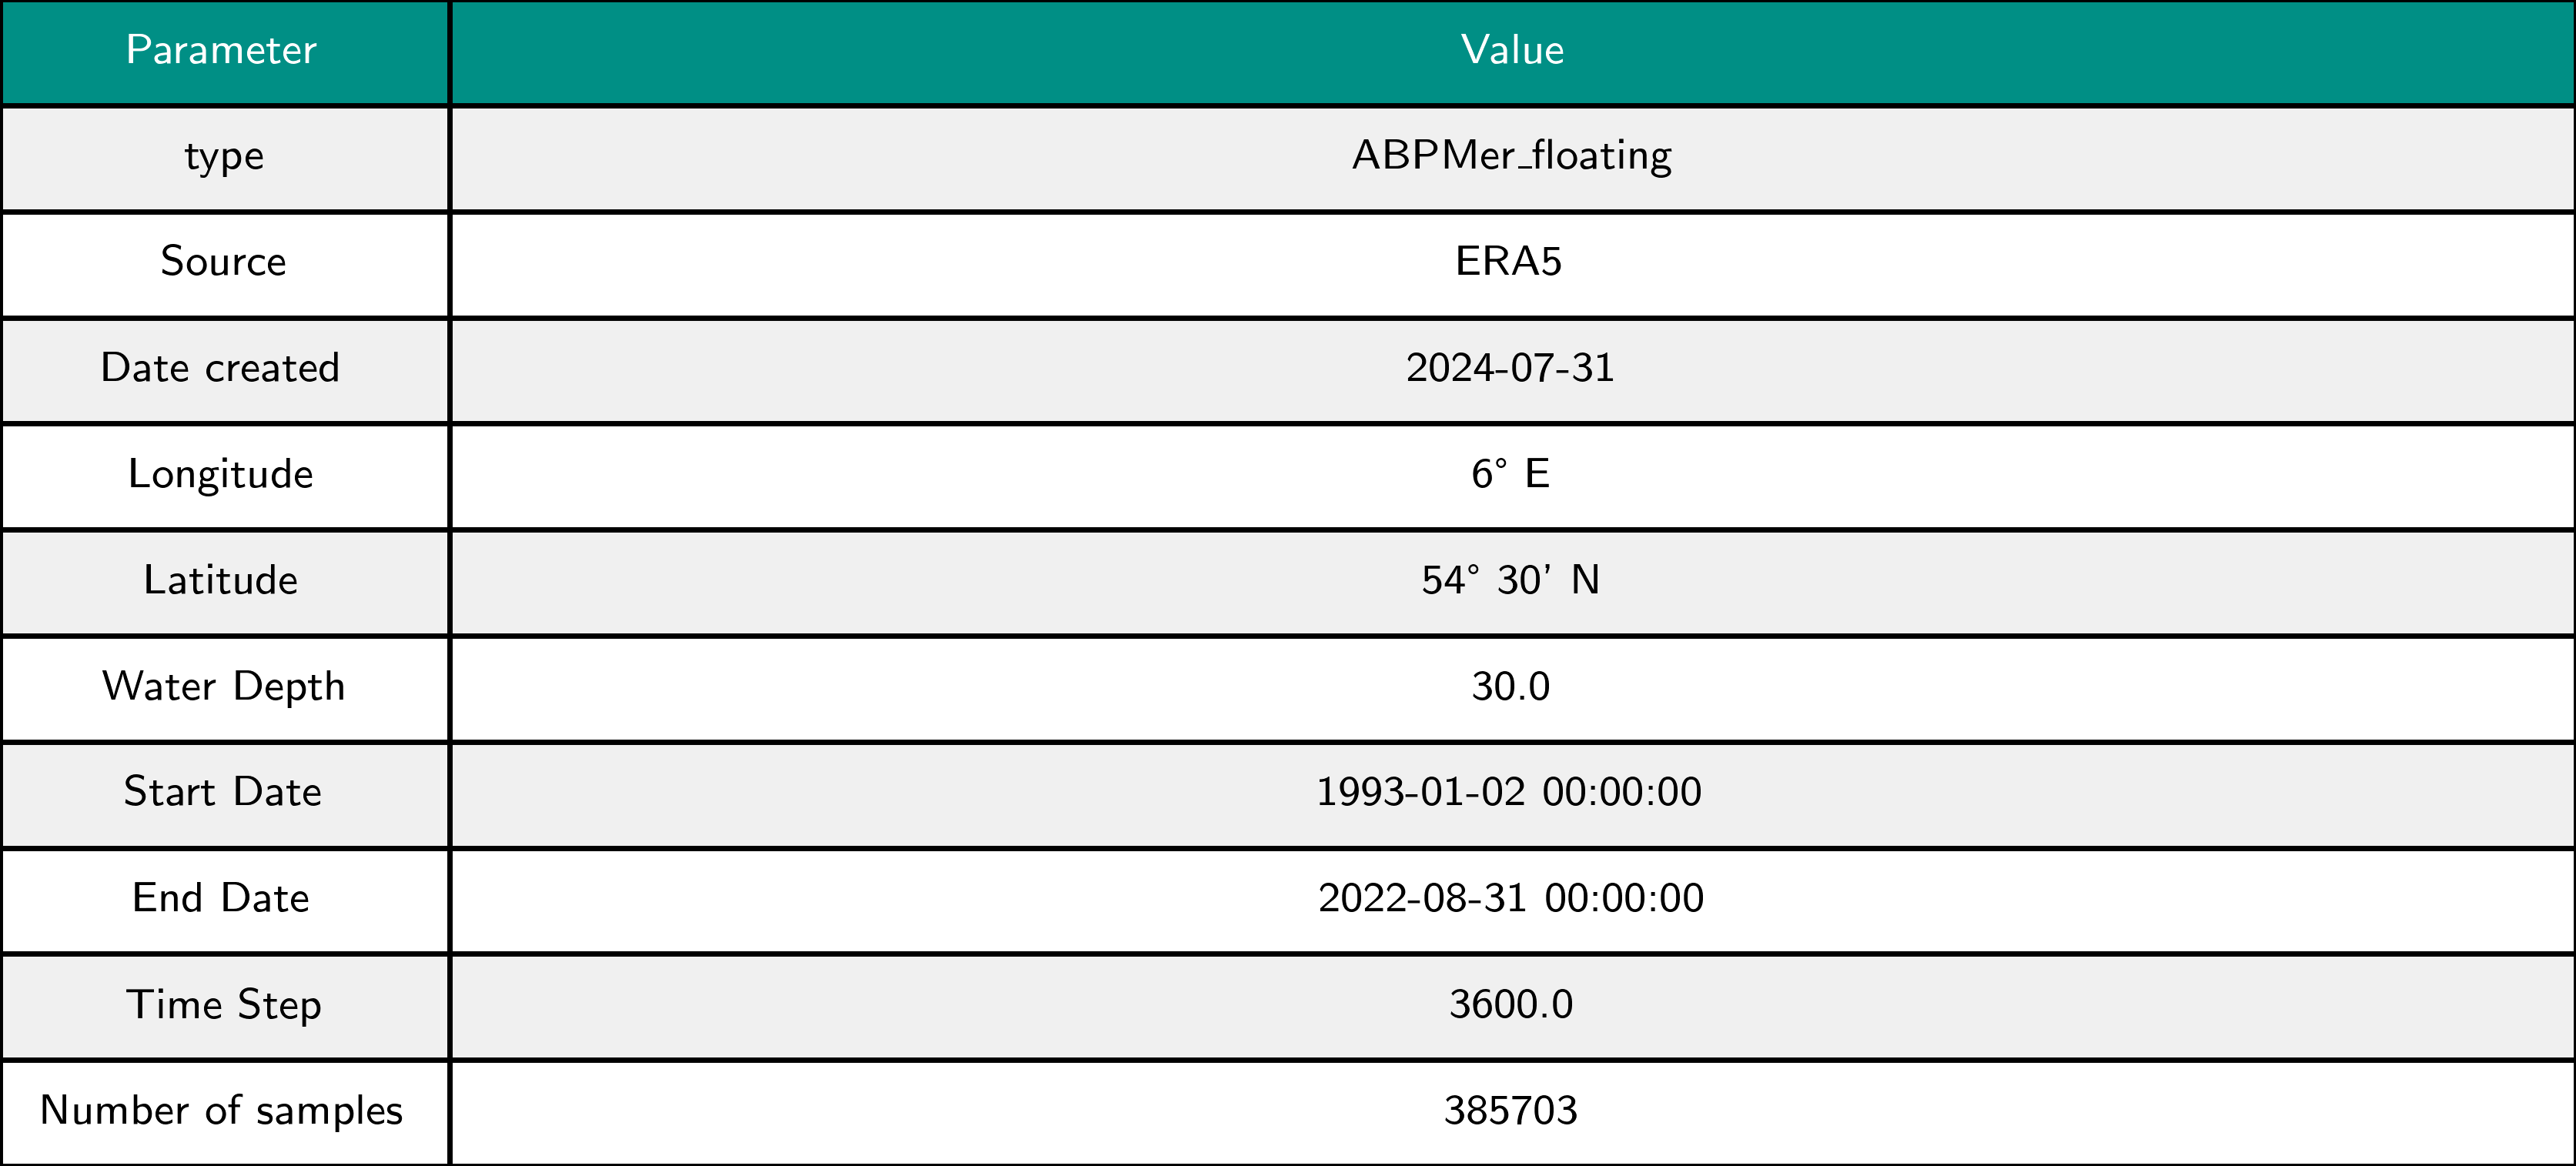 Parameter Value
type ABPMer_floating
Source ERA5
Date created 2024-07-31
Longitude 6° E
Latitude 54° 30' N
Water Depth 30.0
Start Date 1993-01-02 00:00:00
End Date 2022-08-31 00:00:00
Time Step 3600.0
Number of samples 385703